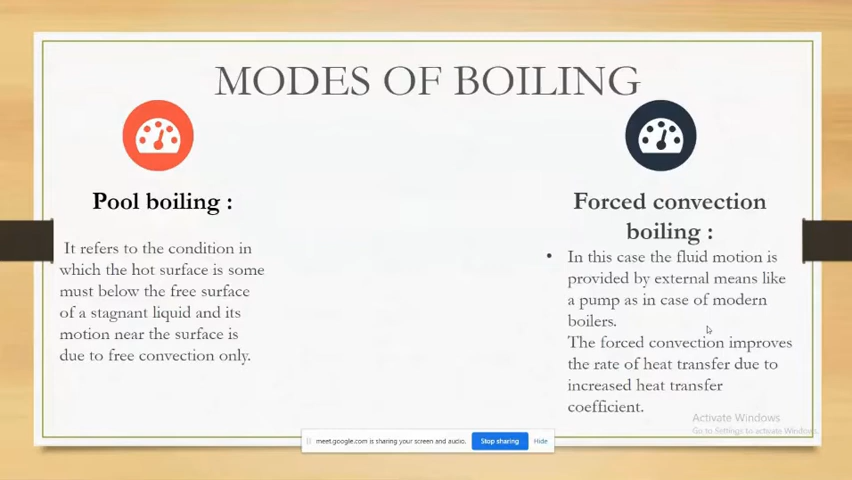 MODES OF BOILING
Pool boiling :
It refers to the condition in
which the hot surface is some
must below the free surface
of a stagnant liquid and its
motion near the surface is
due to free convection only.
Forced convection
boiling :
• In this case the fluid motion is
provided by external means like
a pump as in case of modern
boilers.
The forced convection improves
the rate of heat transfer due to
increased heat transfer
coefficient.
Activate Windows
Go to Settings to activate Windows.
meet.google.com is sharing your screen and audio.
Stop sharing
Hide